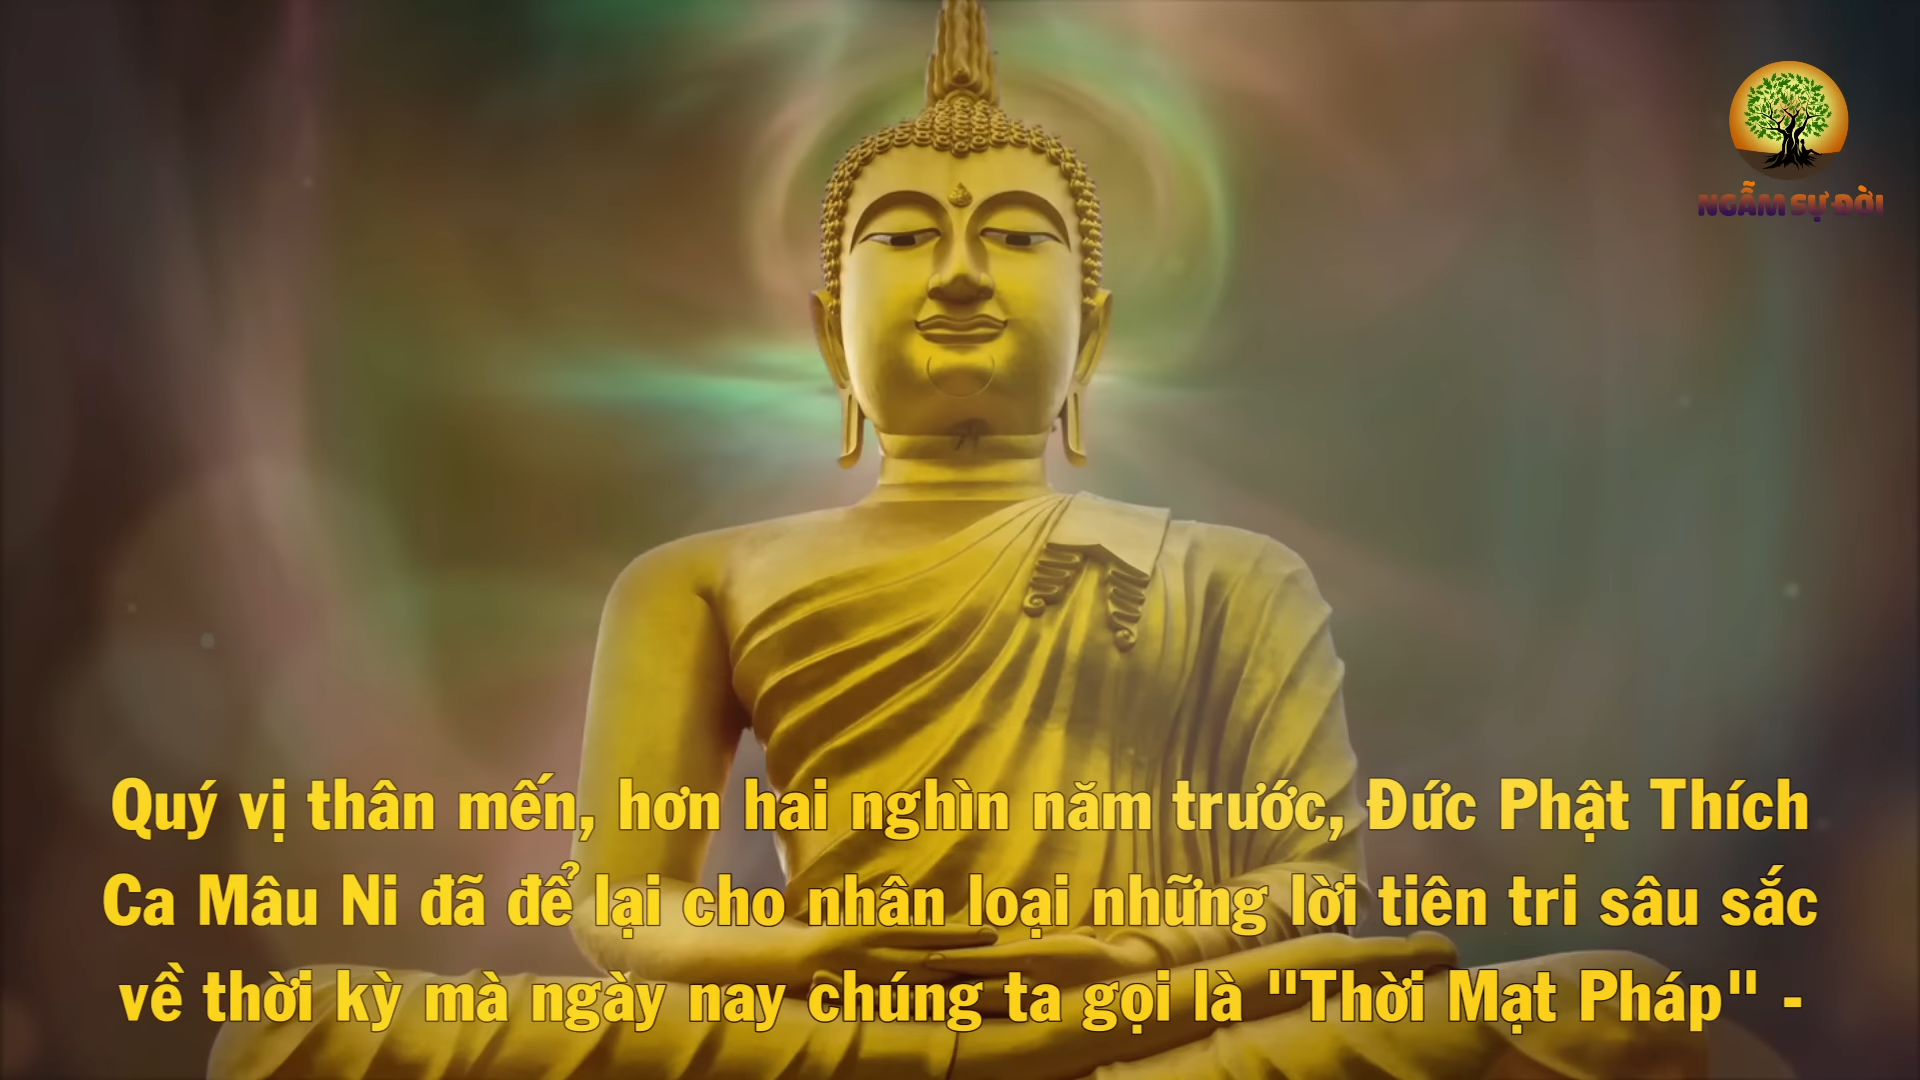 NGẪM SỰ ĐỜI
Quý vị thân mến, hơn hai nghìn năm trước, Đức Phật Thích
Ca Mâu Ni đã để lại cho nhân loại những lời tiên tri sâu sắc
về thời kỳ mà ngày nay chúng ta gọi là "Thời Mạt Pháp" -